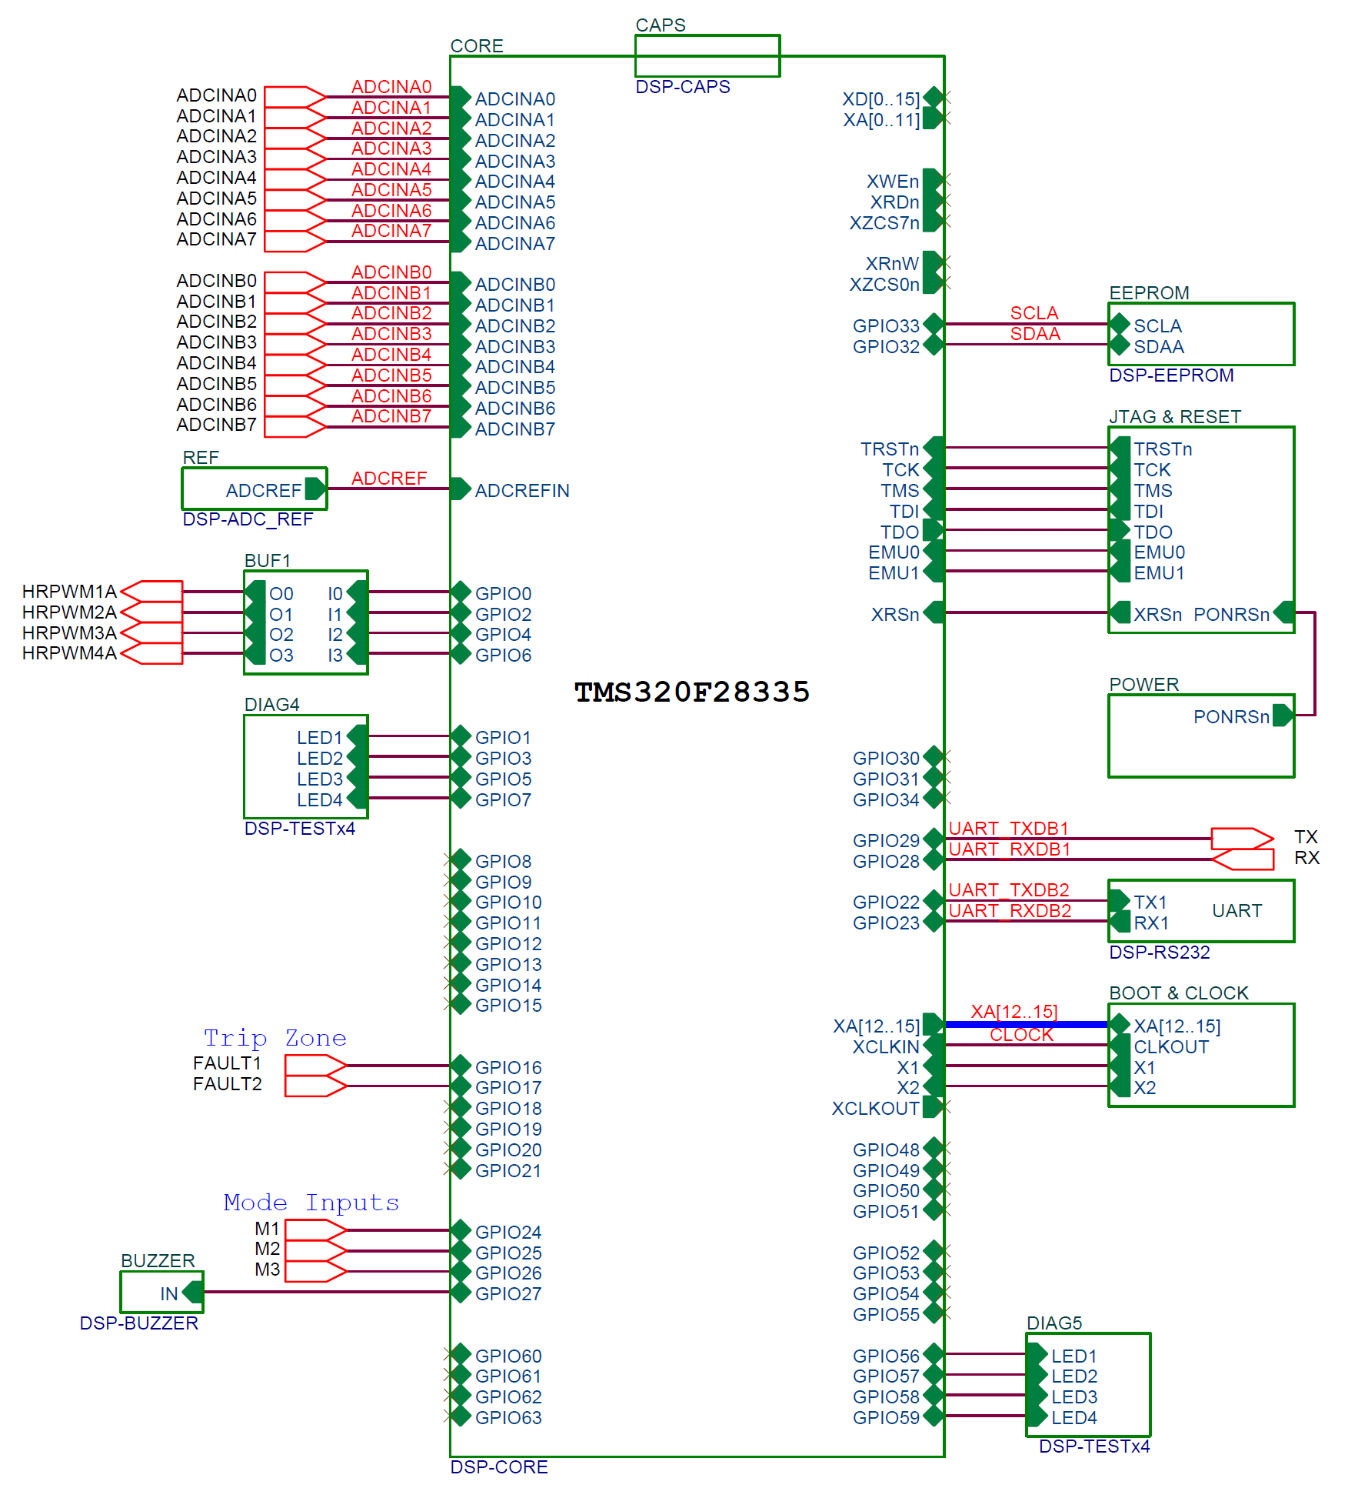 CAPS
CORE
DSP-CAPS
ADCINA0 ADCINA0 ADCINA0 XD[0..15]
ADCINA1 ADCINA1 ADCINA1 XA[0..11]
ADCINA2 ADCINA2 ADCINA2
ADCINA3 ADCINA3 ADCINA3
ADCINA4 ADCINA4 ADCINA4 XWEn
ADCINA5 ADCINA5 ADCINA5 XRDn
ADCINA6 ADCINA6 ADCINA6 XZCS7n
ADCINA7 ADCINA7 ADCINA7
XRnW
ADCINB0 ADCINB0 ADCINB0 XZCS0n
EEPROM
ADCINB1 ADCINB1 ADCINB1
ADCINB2 ADCINB2 ADCINB2 GPIO33 SCLA SCLA
ADCINB3 ADCINB3 ADCINB3 GPIO32 SDAA SDAA
ADCINB4 ADCINB4 ADCINB4
DSP-EEPROM
ADCINB5 ADCINB5 ADCINB5
ADCINB6 ADCINB6 ADCINB6
JTAG & RESET
ADCINB7 ADCINB7 ADCINB7
TRSTn TRSTn
REF
TCK TCK
ADCREF ADCREF ADCREFIN TMS TMS
DSP-ADC_REF
TDI TDI
TDO TDO
EMU0 EMU0
BUF1
EMU1 EMU1
HRPWM1A O0 I0 GPIO0
HRPWM2A O1 I1 GPIO2 XRSn XRSn PONRSn
HRPWM3A O2 I2 GPIO4
HRPWM4A O3 I3 GPIO6
POWER
TMS320F28335
DIAG4
PONRSn
LED1 GPIO1
LED2 GPIO3 GPIO30
LED3 GPIO5 GPIO31
LED4 GPIO7 GPIO34
DSP-TESTx4
GPIO29 UART_TXDB1 TX
GPIO8 GPIO28 UART_RXDB1 RX
GPIO9
GPIO10 GPIO22 UART_TXDB2 TX1 UART
GPIO11 GPIO23 UART_RXDB2 RX1
GPIO12
DSP-RS232
GPIO13
GPIO14
BOOT & CLOCK
GPIO15
XA[12..15] XA[12..15] XA[12..15]
Trip Zone
XCLKIN CLOCK CLKOUT
FAULT1 GPIO16 X1 X1
FAULT2 GPIO17 X2 X2
GPIO18 XCLKOUT
GPIO19
GPIO20 GPIO48
GPIO21 GPIO49
GPIO50
Mode Inputs
GPIO51
M1 GPIO24
M2 GPIO25 GPIO52
BUZZER
M3 GPIO26 GPIO53
IN GPIO27 GPIO54
GPIO55
DSP-BUZZER
DIAG5
GPIO60 GPIO56 LED1
GPIO61 GPIO57 LED2
GPIO62 GPIO58 LED3
GPIO63 GPIO59 LED4
DSP-TESTx4
DSP-CORE